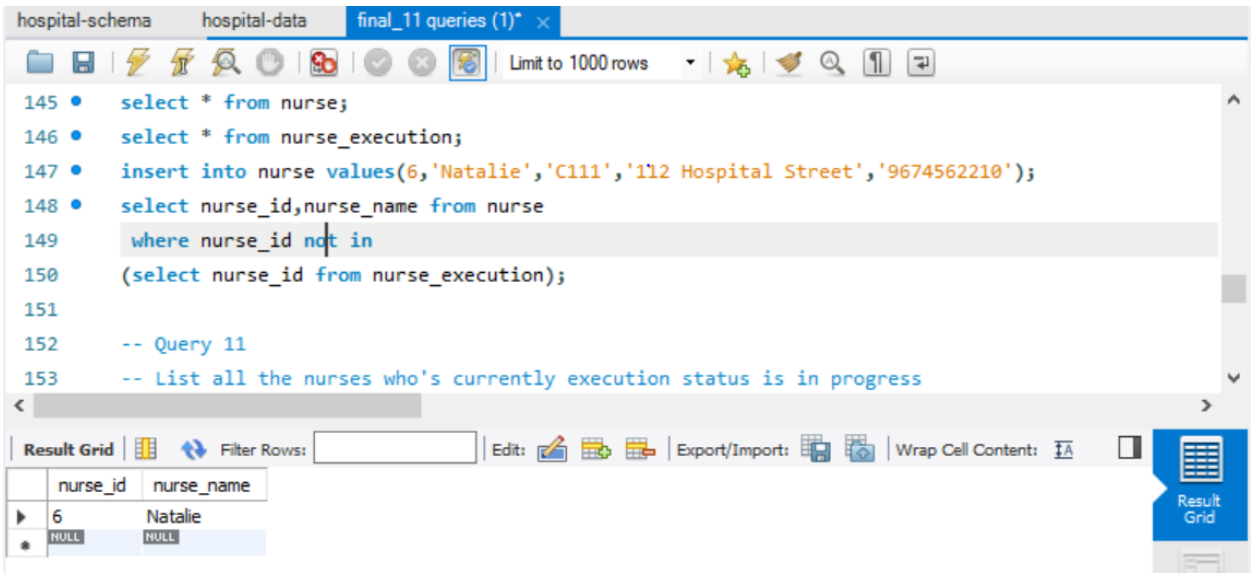 hospital-schema hospital-data final_11 queries (1)*
Limit to 1000 rows
145 select * from nurse;
146 select * from nurse_execution;
147 insert into nurse values(6,'Natalie','C111','112 Hospital Street','9674562210');
148 select nurse_id,nurse_name from nurse
149 where nurse_id not in
150 (select nurse_id from nurse_execution);
151
152 -- Query 11
153 -- List all the nurses who's currently execution status is in progress
Result Grid Filter Rows: Edit: Export/Import: Wrap Cell Content:
nurse_id nurse_name
6 Natalie
NULL NULL
Result
Grid